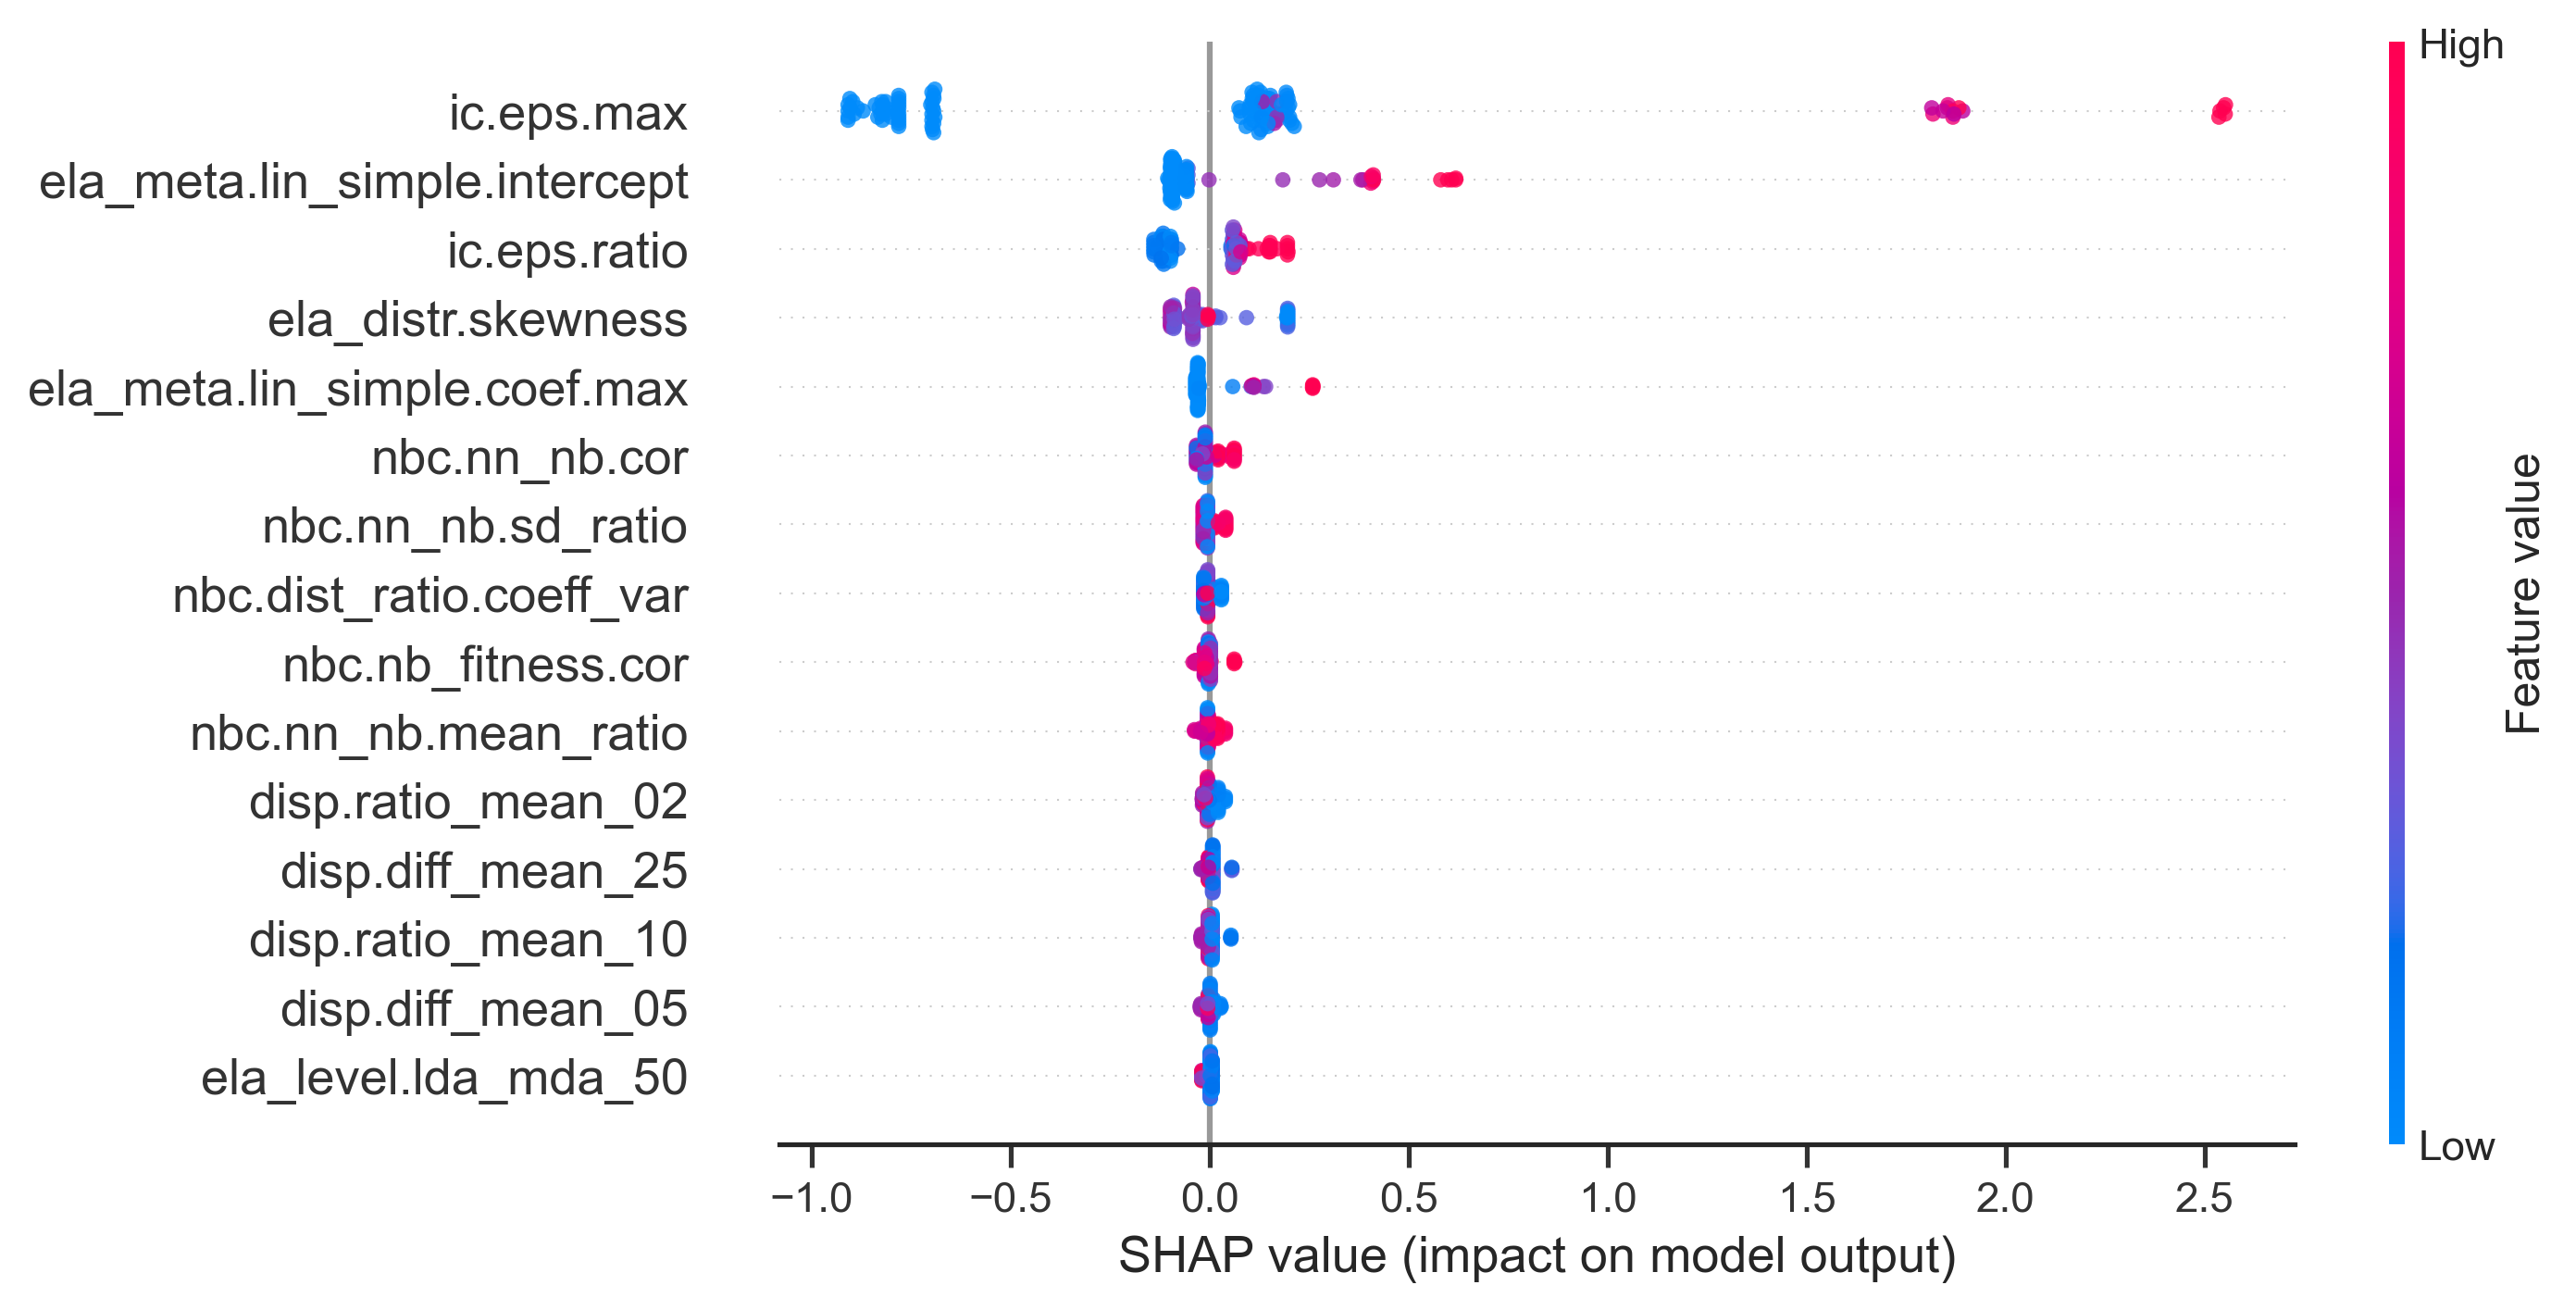 ic.eps.max
ela_meta.lin_simple.intercept
ic.eps.ratio
ela_distr.skewness
ela_meta.lin_simple.coef.max
nbc.nn_nb.cor
nbc.nn_nb.sd_ratio
nbc.dist_ratio.coeff_var
nbc.nb_fitness.cor
nbc.nn_nb.mean_ratio
disp.ratio_mean_02
disp.diff_mean_25
disp.ratio_mean_10
disp.diff_mean_05
ela_level.lda_mda_50
−1.0 −0.5 0.0 0.5 1.0 1.5 2.0 2.5
SHAP value (impact on model output)
High
Feature value
Low